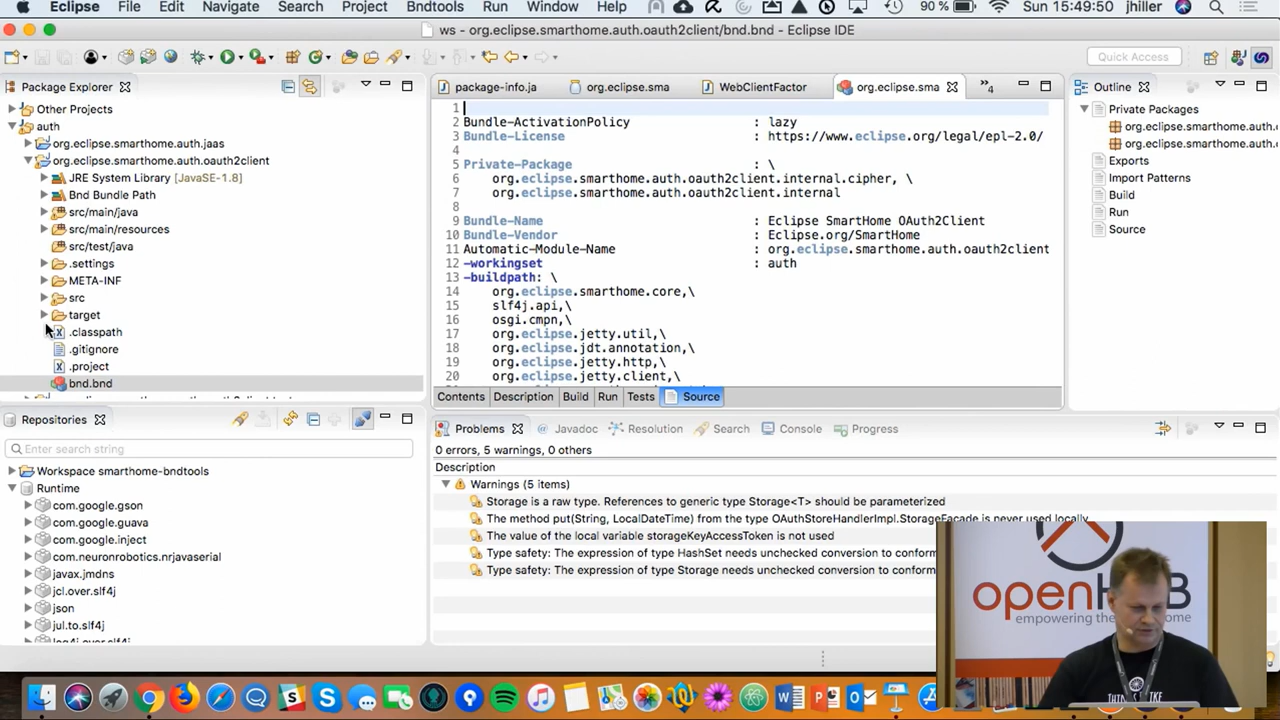 Eclipse File Edit Navigate Search Project Bndtools Run Window Help 90 % Sun 15:49:50 jhiller
ws - org.eclipse.smarthome.auth.oauth2client/bnd.bnd - Eclipse IDE
Quick Access
Package Explorer
Other Projects
auth
org.eclipse.smarthome.auth.jaas
org.eclipse.smarthome.auth.oauth2client
JRE System Library [JavaSE-1.8]
Bnd Bundle Path
src/main/java
src/main/resources
src/test/java
.settings
META-INF
src
target
.classpath
.gitignore
.project
bnd.bnd
package-info.ja org.eclipse.sma WebClientFactor org.eclipse.sma 4
1
2 Bundle-ActivationPolicy : lazy
3 Bundle-License : https://www.eclipse.org/legal/epl-2.0/
4
5 Private-Package : \
6 org.eclipse.smarthome.auth.oauth2client.internal.cipher, \
7 org.eclipse.smarthome.auth.oauth2client.internal
8
9 Bundle-Name : Eclipse SmartHome OAuth2Client
10 Bundle-Vendor : Eclipse.org/SmartHome
11 Automatic-Module-Name : org.eclipse.smarthome.auth.oauth2client
12 -workingset : auth
13 -buildpath: \
14 org.eclipse.smarthome.core,\
15 slf4j.api,\
16 osgi.cmpn,\
17 org.eclipse.jetty.util,\
18 org.eclipse.jdt.annotation,\
19 org.eclipse.jetty.http,\
20 org.eclipse.jetty.client,\
Contents Description Build Run Tests Source
Outline
Private Packages
org.eclipse.smarthome.auth.
org.eclipse.smarthome.auth.
Exports
Import Patterns
Build
Run
Source
Repositories
Enter search string
Workspace smarthome-bndtools
Runtime
com.google.gson
com.google.guava
com.google.inject
com.neuronrobotics.nrjavaserial
javax.jmdns
jcl.over.slf4j
json
jul.to.slf4j
Problems Javadoc Resolution Search Console Progress
0 errors, 5 warnings, 0 others
Description
Warnings (5 items)
Storage is a raw type. References to generic type Storage<T> should be parameterized
The method put(String, LocalDateTime) from the type OAuthStoreHandlerImpl.StorageFacade is never used locally
The value of the local variable storageKeyAccessToken is not used
Type safety: The expression of type HashSet needs unchecked conversion to conform
Type safety: The expression of type Storage needs unchecked conversion to conform
empowering the